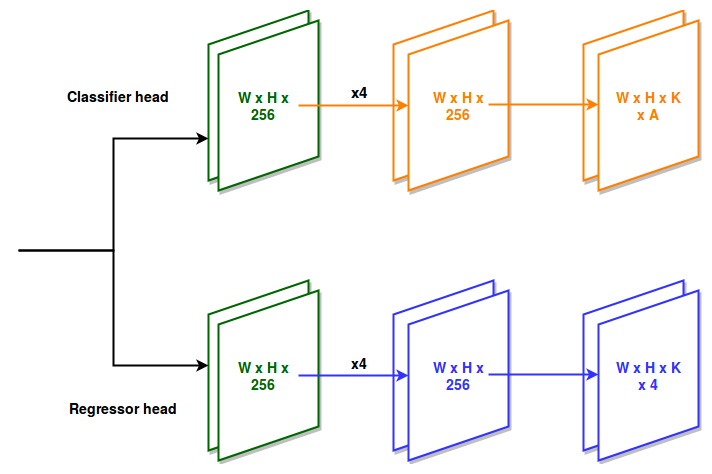 Classifier head
W x H x
256
x4
W x H x
256
W x H x K
x A
Regressor head
W x H x
256
x4
W x H x
256
W x H x K
x 4